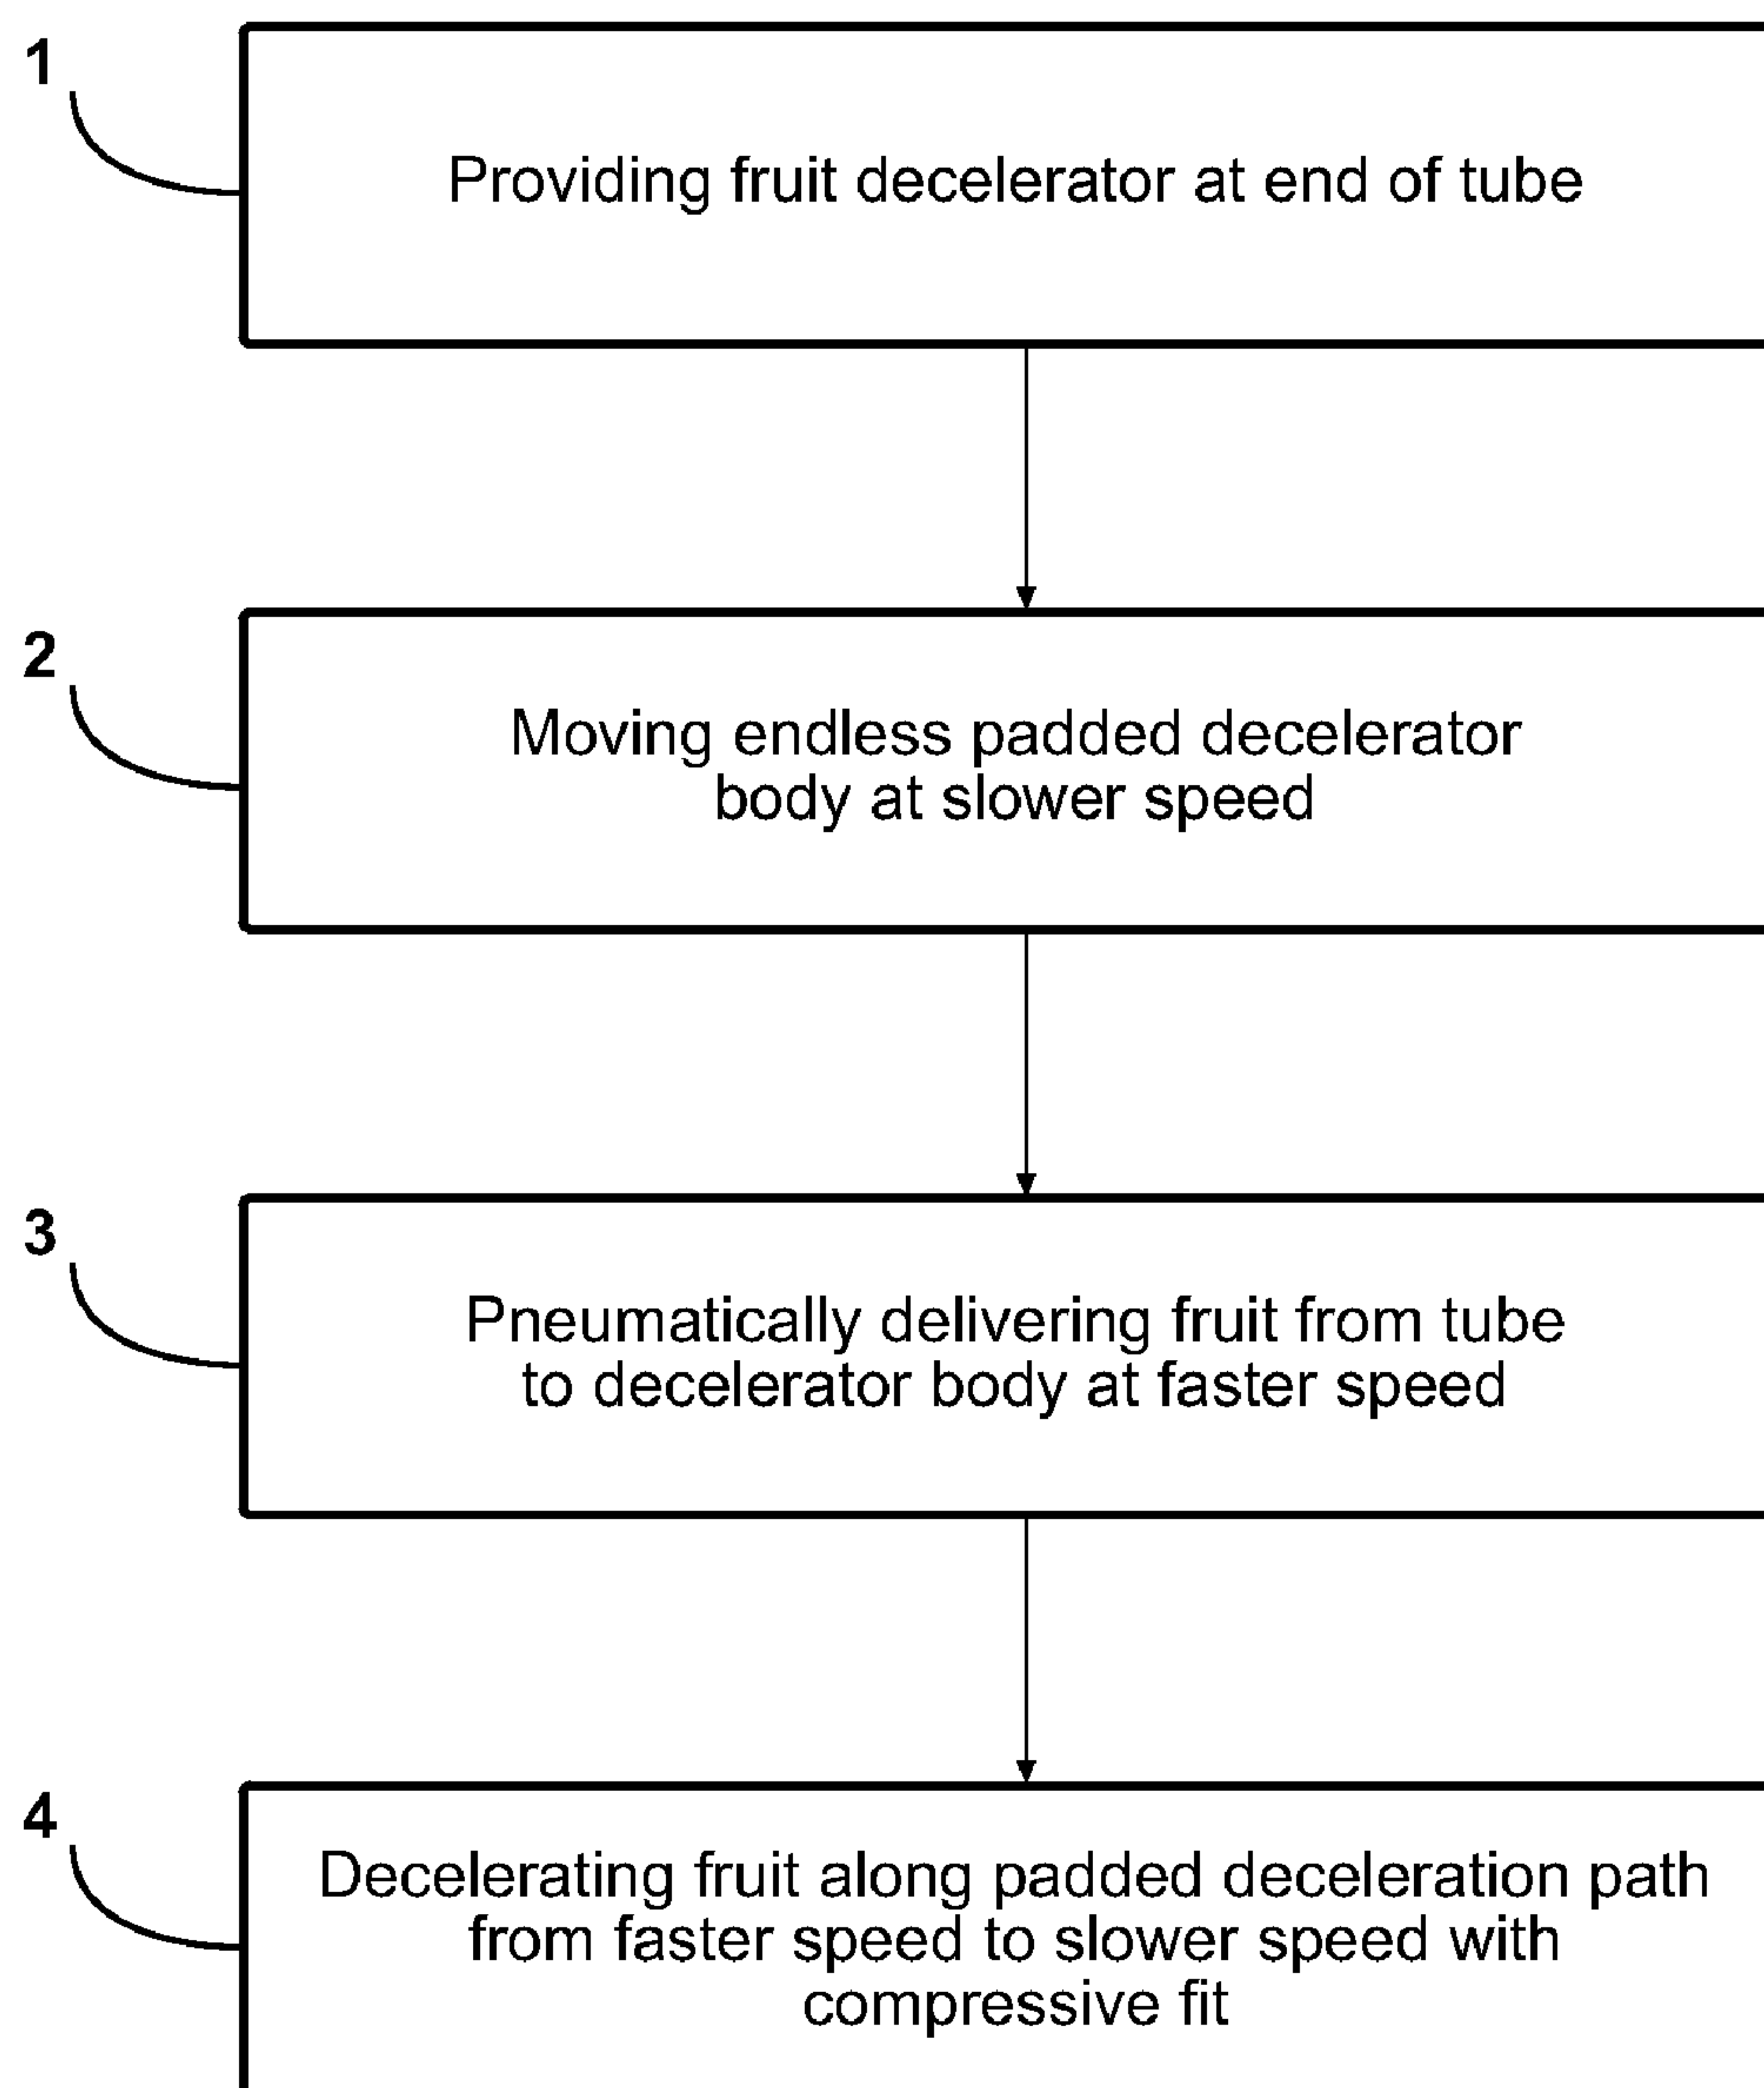 1
Providing fruit decelerator at end of tube
2
Moving endless padded decelerator
body at slower speed
3
Pneumatically delivering fruit from tube
to decelerator body at faster speed
4
Decelerating fruit along padded deceleration path
from faster speed to slower speed with
compressive fit